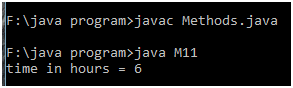 F:\java program>javac Methods.java
F:\java program>java M11
time in hours = 6